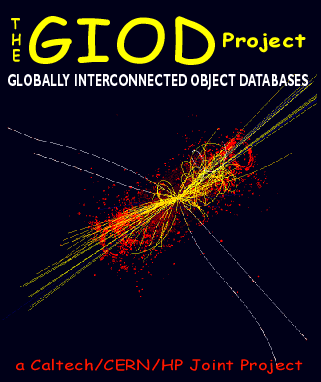 THE GIOD Project
GLOBALLY INTERCONNECTED OBJECT DATABASES
a Caltech/CERN/HP Joint Project